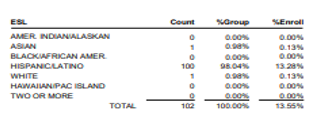 ESL Count %Group %Enroll
AMER. INDIAN/ALASKAN 0 0.00% 0.00%
ASIAN 1 0.98% 0.13%
BLACK/AFRICAN AMER. 0 0.00% 0.00%
HISPANIC/LATINO 100 98.04% 13.28%
WHITE 1 0.98% 0.13%
HAWAIIAN/PAC ISLAND 0 0.00% 0.00%
TWO OR MORE 0 0.00% 0.00%
TOTAL 102 100.00% 13.55%